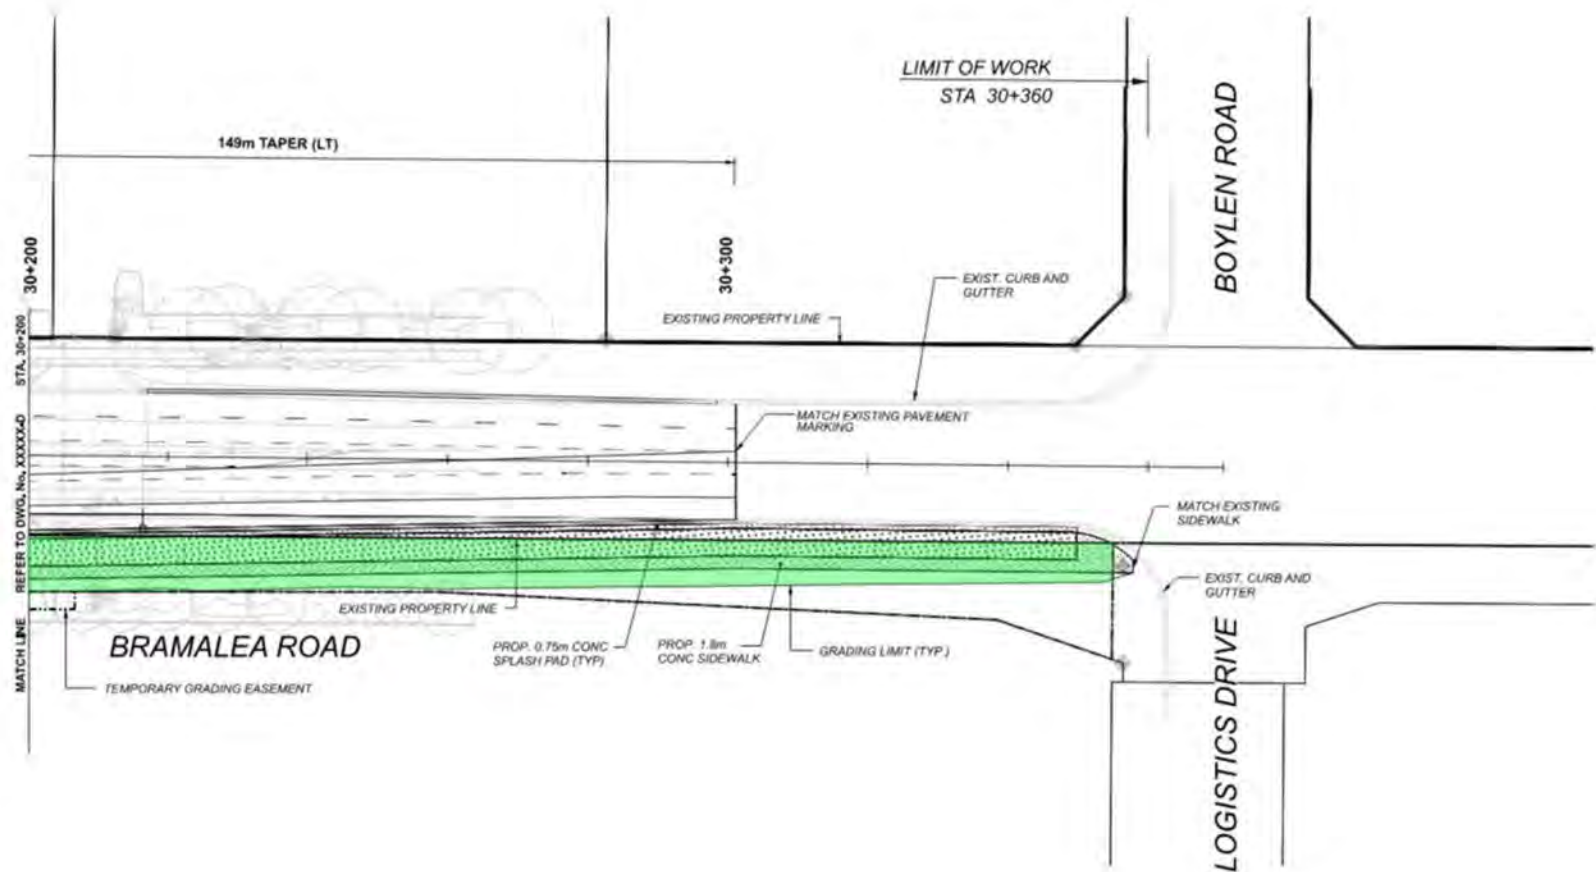 LIMIT OF WORK
STA 30+360
BOYLEN ROAD
149m TAPER (LT)
30+200
30+300
EXIST. CURB AND
GUTTER
EXISTING PROPERTY LINE
MATCH LINE REFER TO DWG, No, XXXXX-D STA, 30+200
MATCH EXISTING PAVEMENT
MARKING
MATCH EXISTING
SIDEWALK
EXIST. CURB AND
GUTTER
EXISTING PROPERTY LINE
BRAMALEA ROAD
PROP. 0.75m CONC
SPLASH PAD (TYP)
PROP. 1.8m
CONC SIDEWALK
GRADING LIMIT (TYP.)
TEMPORARY GRADING EASEMENT
LOGISTICS DRIVE